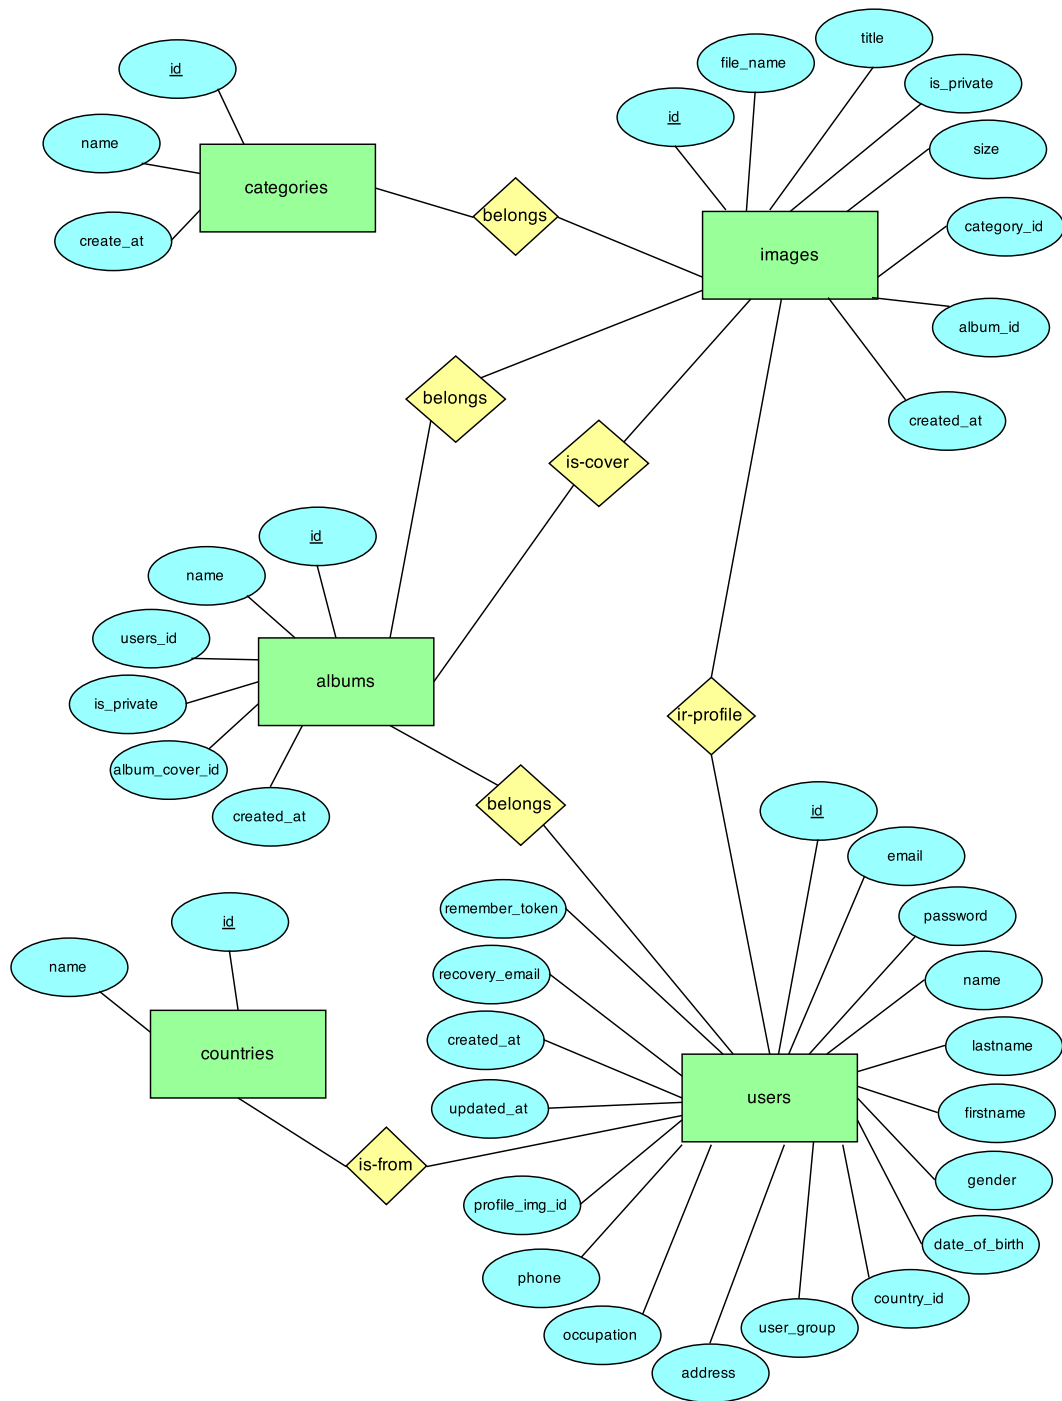 title
file_name
id
is_private
id
name
size
categories
belongs
category_id
create_at
images
album_id
belongs
created_at
is-cover
id
name
users_id
albums
is_private
ir-profile
album_cover_id
created_at
belongs
id
email
remember_token
password
id
name
recovery_email
name
created_at
lastname
countries
users
updated_at
firstname
is-from
gender
profile_img_id
date_of_birth
phone
country_id
occupation
user_group
address